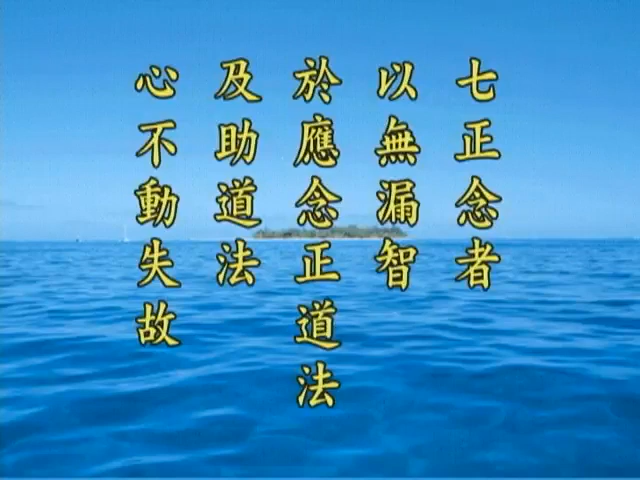 七正念者
以無漏智
於應念正道法
及助道法
心不動失故